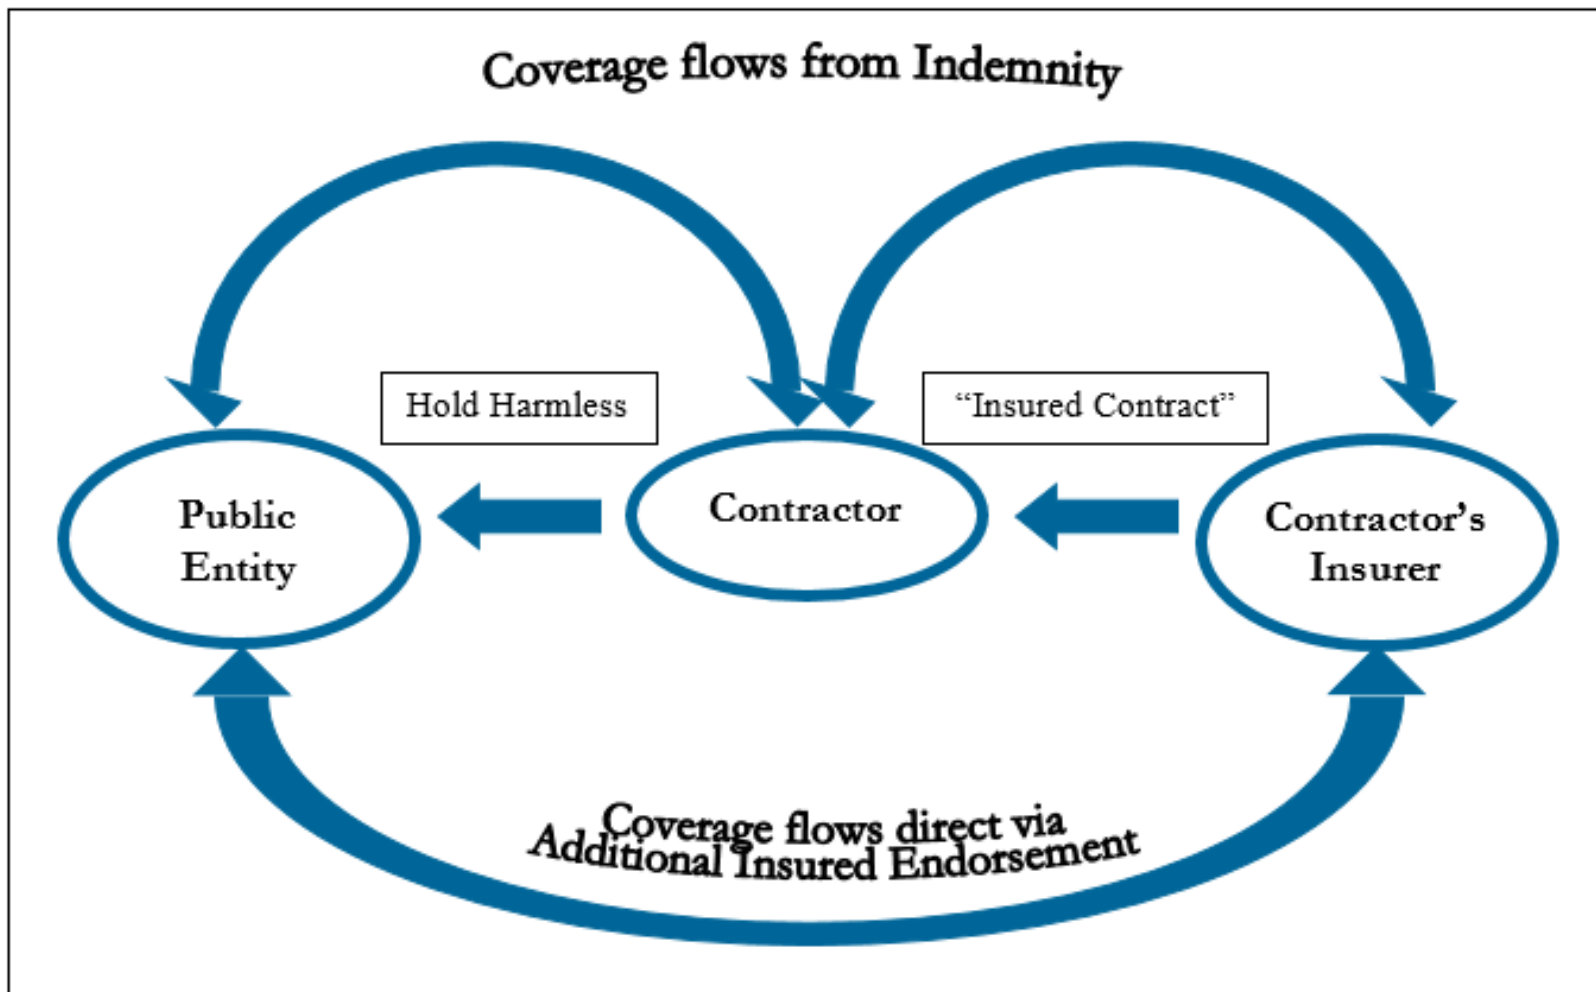 Coverage flows from Indemnity
Hold Harmless
“Insured Contract”
Public
Entity
Contractor
Contractor’s
Insurer
Coverage flows direct via
Additional Insured Endorsement